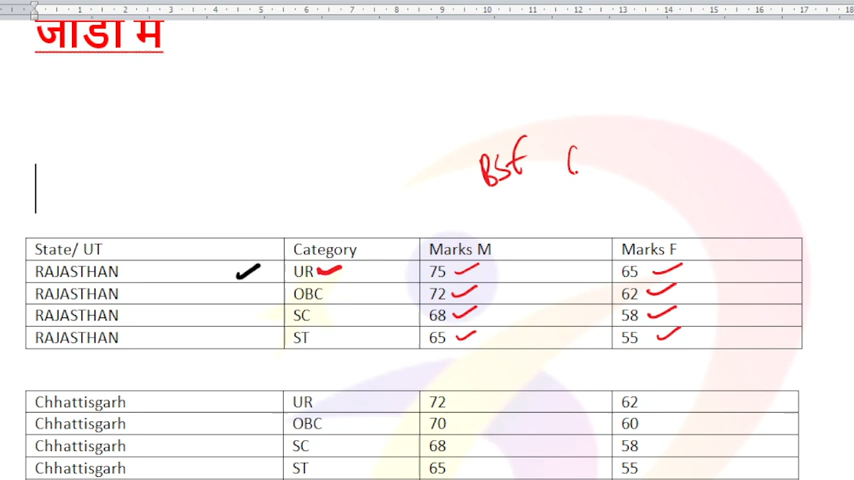 जोडो में
BSF
State/ UT Category Marks M Marks F
RAJASTHAN UR 75 65
RAJASTHAN OBC 72 62
RAJASTHAN SC 68 58
RAJASTHAN ST 65 55
Chhattisgarh UR 72 62
Chhattisgarh OBC 70 60
Chhattisgarh SC 68 58
Chhattisgarh ST 65 55